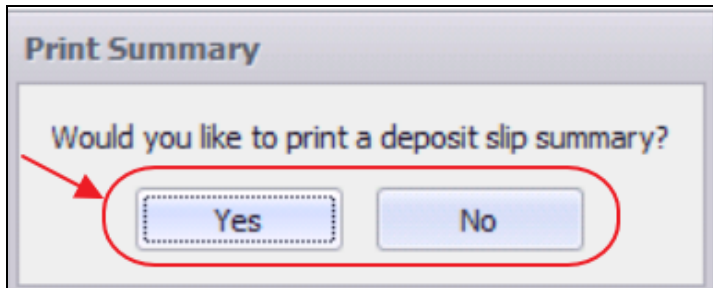 Print Summary
Would you like to print a deposit slip summary?
Yes No